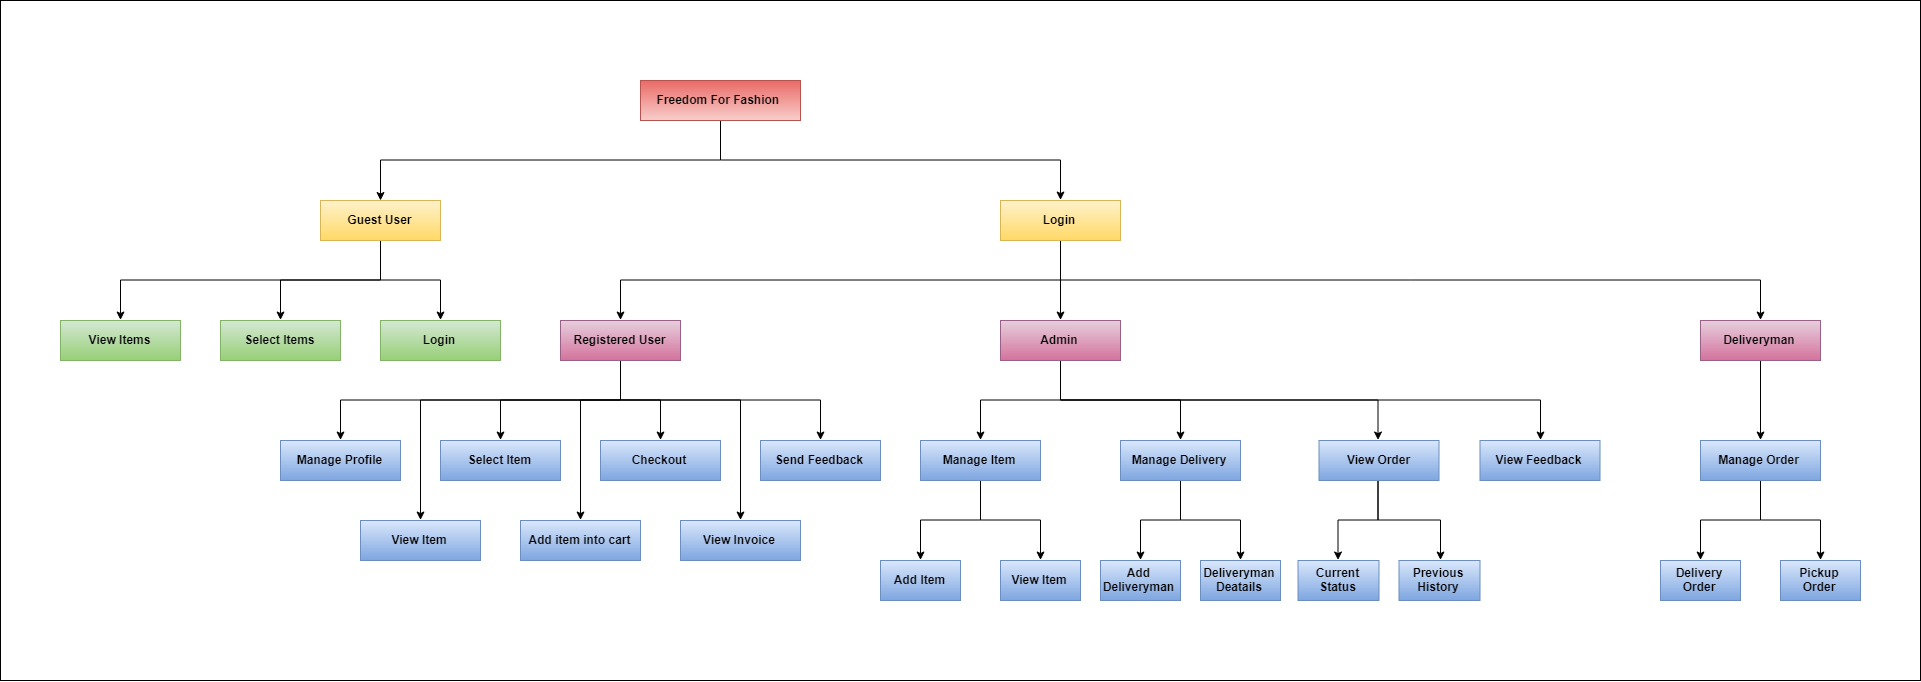 Freedom For Fashion
Guest User
Login
View Items
Select Items
Login
Registered User
Admin
Deliveryman
Manage Profile
Select Item
Checkout
Send Feedback
Manage Item
Manage Delivery
View Order
View Feedback
Manage Order
View Item
Add item into cart
View Invoice
Add Item
View Item
Add
Deliveryman
Deliveryman
Deatails
Current
Status
Previous
History
Delivery
Order
Pickup
Order